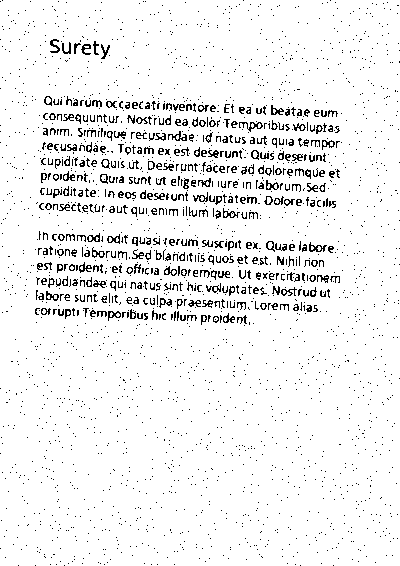 Surety
Qui harum occaecati inventore. Et ea ut beatae eum
consequuntur. Nostrud ea dolor Temporibus voluptas
anim. Similique recusandae. id natus aut quia tempor
recusandae.. Totam ex est deserunt. Quis deserunt
cupiditate Quis ut. Deserunt facere ad doloremque et
proident,. Quia sunt ut eligendi iure in laborum.Sed
cupiditate. In eos deserunt voluptatem. Dolore facilis
consectetur aut qui enim illum laborum.
In commodi odit quasi rerum suscipit ex. Quae labore
ratione laborum.Sed blanditiis quos et est. Nihil non
est proident, et officia doloremque. Ut exercitationem
repudiandae qui natus sint hic voluptates. Nostrud ut
labore sunt elit, ea culpa praesentium. Lorem alias
corrupti Temporibus hic illum proident,.